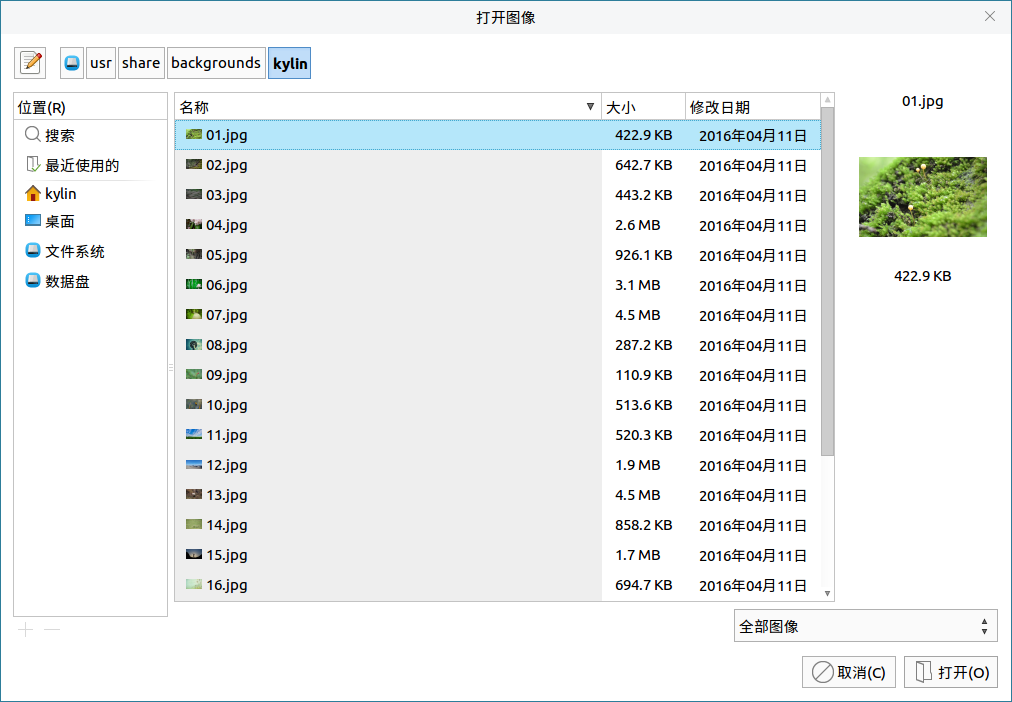 打开图像
usr share backgrounds kylin
位置(R)
搜索
最近使用的
kylin
桌面
文件系统
数据盘
名称 大小 修改日期
01.jpg 422.9 KB 2016年04月11日
02.jpg 642.7 KB 2016年04月11日
03.jpg 443.2 KB 2016年04月11日
04.jpg 2.6 MB 2016年04月11日
05.jpg 926.1 KB 2016年04月11日
06.jpg 3.1 MB 2016年04月11日
07.jpg 4.5 MB 2016年04月11日
08.jpg 287.2 KB 2016年04月11日
09.jpg 110.9 KB 2016年04月11日
10.jpg 513.6 KB 2016年04月11日
11.jpg 520.3 KB 2016年04月11日
12.jpg 1.9 MB 2016年04月11日
13.jpg 4.5 MB 2016年04月11日
14.jpg 858.2 KB 2016年04月11日
15.jpg 1.7 MB 2016年04月11日
16.jpg 694.7 KB 2016年04月11日
01.jpg
422.9 KB
全部图像
取消(C) 打开(O)